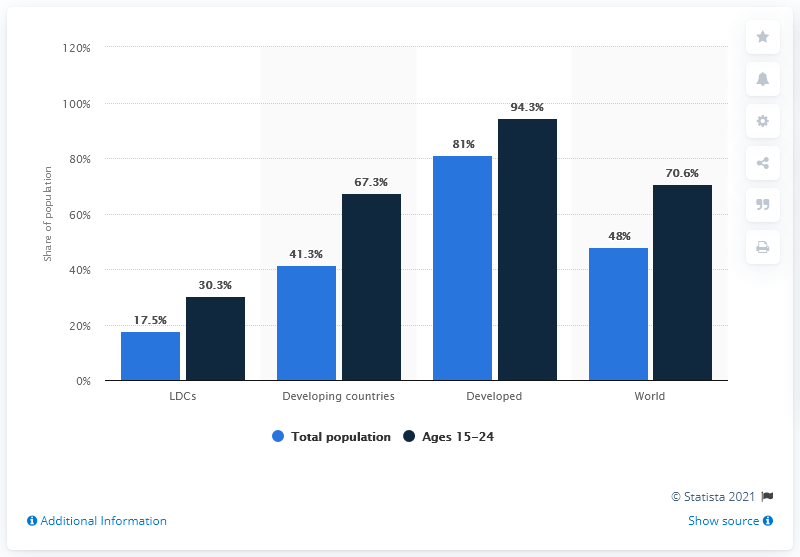 120%
100%
80%
60%
40%
20%
0%
Share of population
17.5%
30.3%
41.3%
67.3%
81%
94.3%
48%
70.6%
LDCs
Developing countries
Developed
World
Total population
Ages 15-24
© Statista 2021
Additional Information
Show source